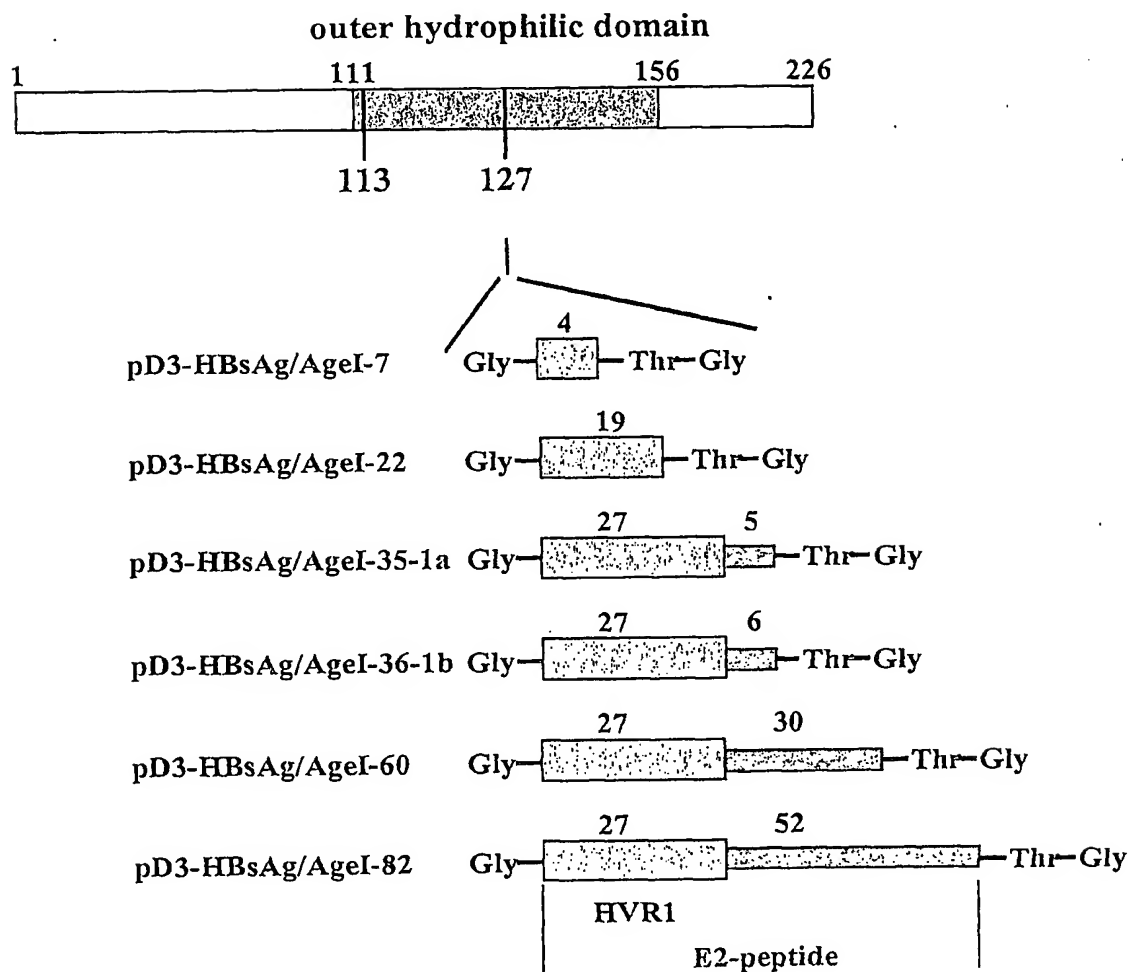 outer hydrophilic domain
1 111 156 226
113 127
4
pD3-HBsAg/AgeI-7 Gly Thr Gly
19
pD3-HBsAg/AgeI-22 Gly Thr Gly
27 5
pD3-HBsAg/AgeI-35-1a Gly Thr Gly
27 6
pD3-HBsAg/AgeI-36-1b Gly Thr Gly
27 30
pD3-HBsAg/AgeI-60 Gly Thr Gly
27 52
pD3-HBsAg/AgeI-82 Gly Thr Gly
HVR1
E2-peptide